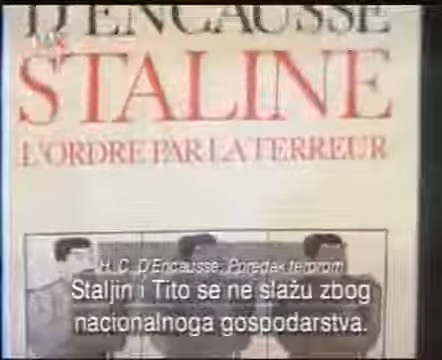 D'ENCAUSSE
STALINE
L'ORDRE PAR LA TERREUR
H. C. D'Encausse: Poredak terorom
Staljin i Tito se ne slažu zbog
nacionalnoga gospodarstva.